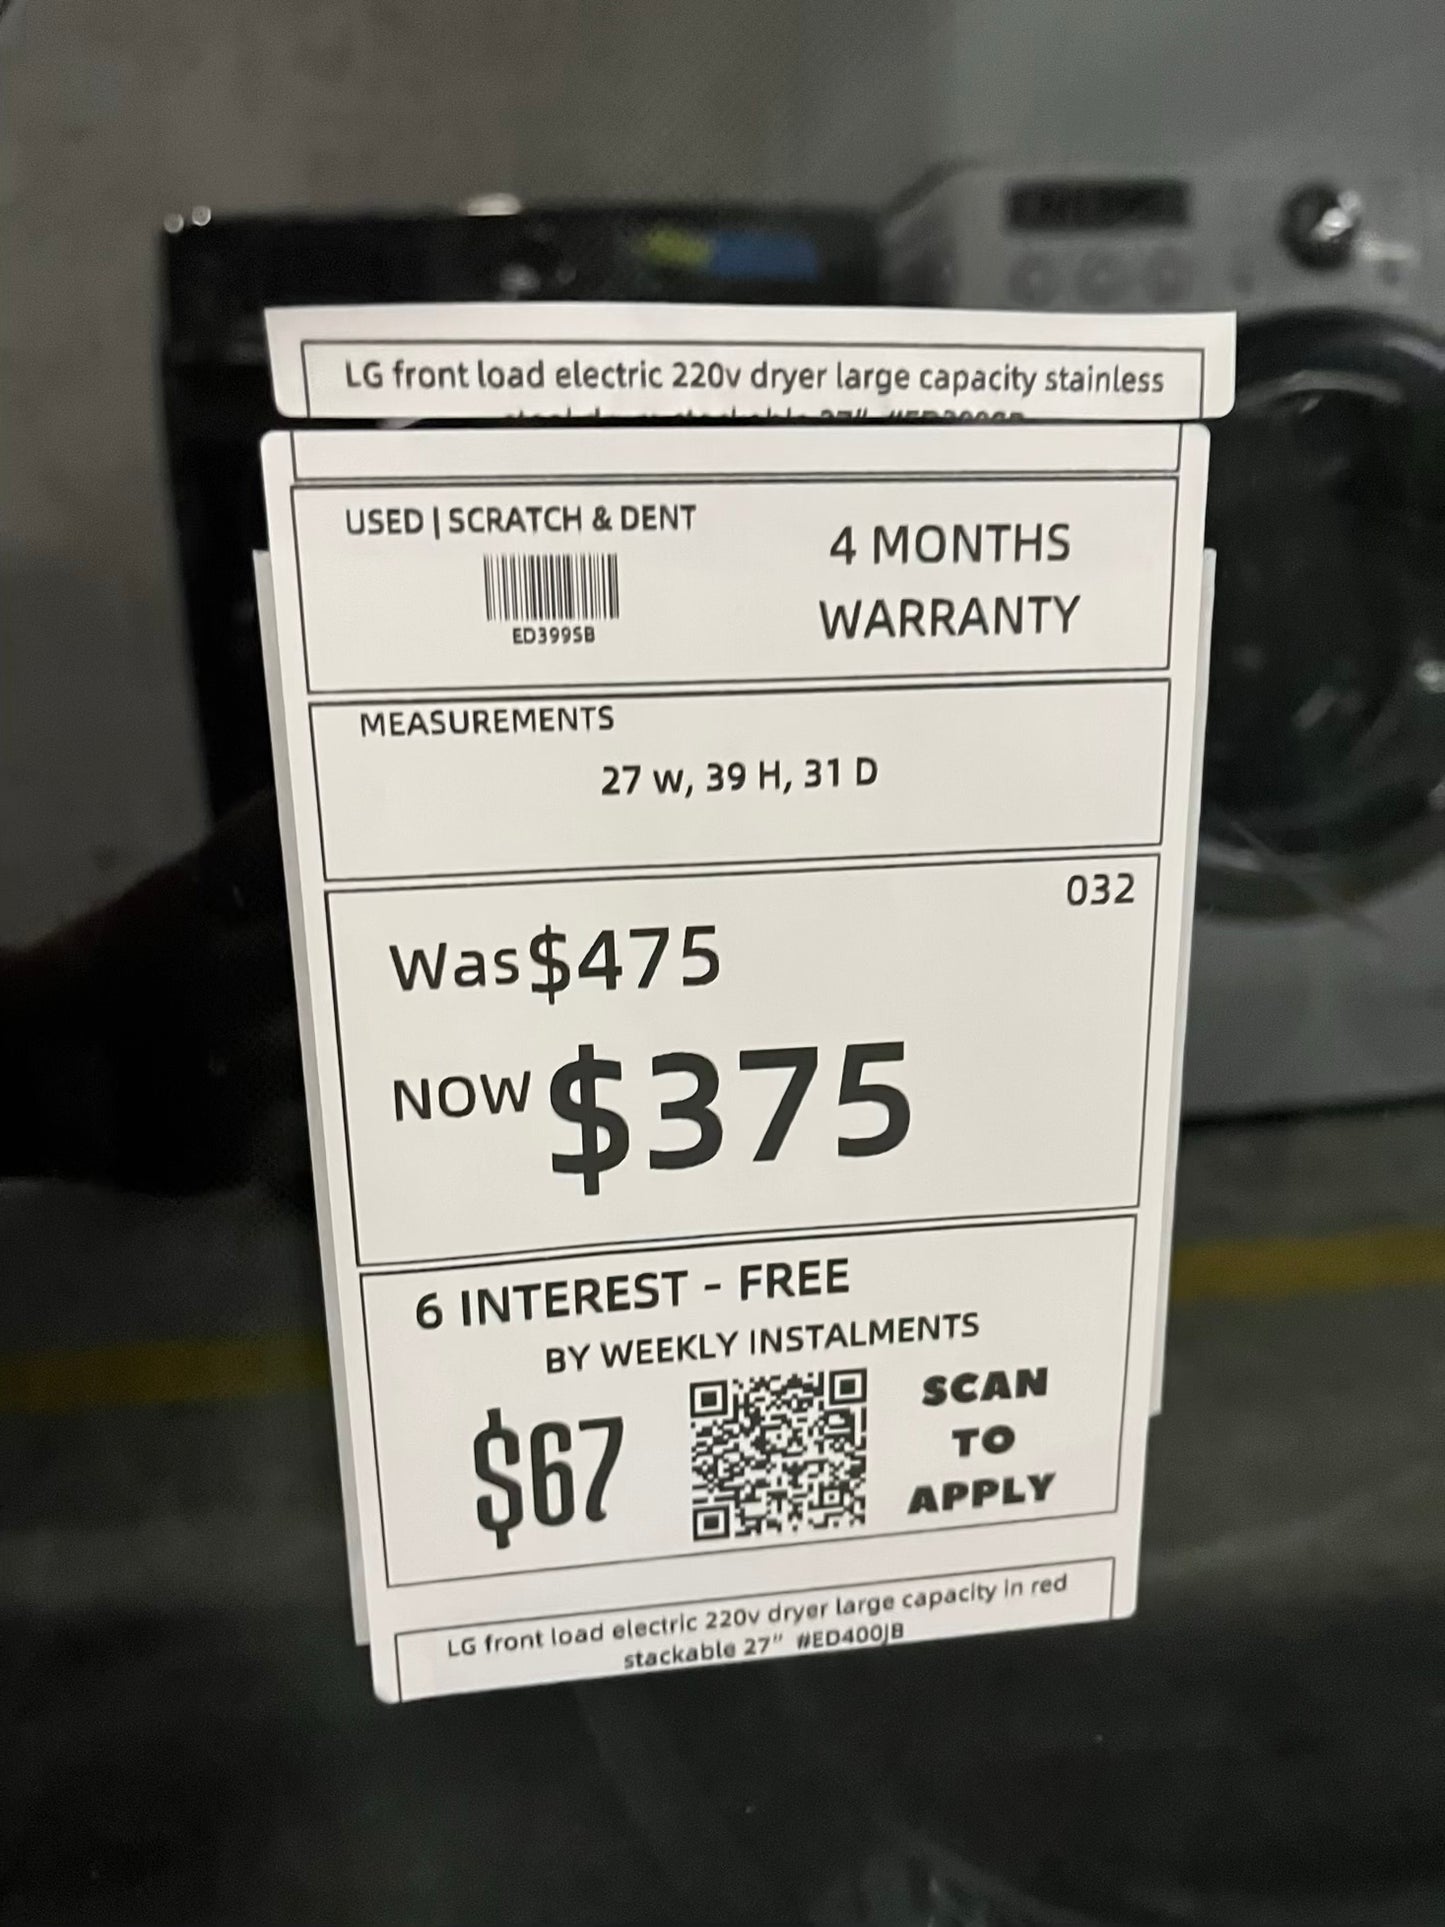 LG front load electric 220v dryer large capacity stainless
USED | SCRATCH & DENT
ED399SB
4 MONTHS
WARRANTY
MEASUREMENTS
27 W, 39 H, 31 D
032
Was $475
NOW $375
6 INTEREST - FREE
BY WEEKLY INSTALMENTS
$67
SCAN
TO
APPLY
LG front load electric 220v dryer large capacity in red
stackable 27" #ED400JB